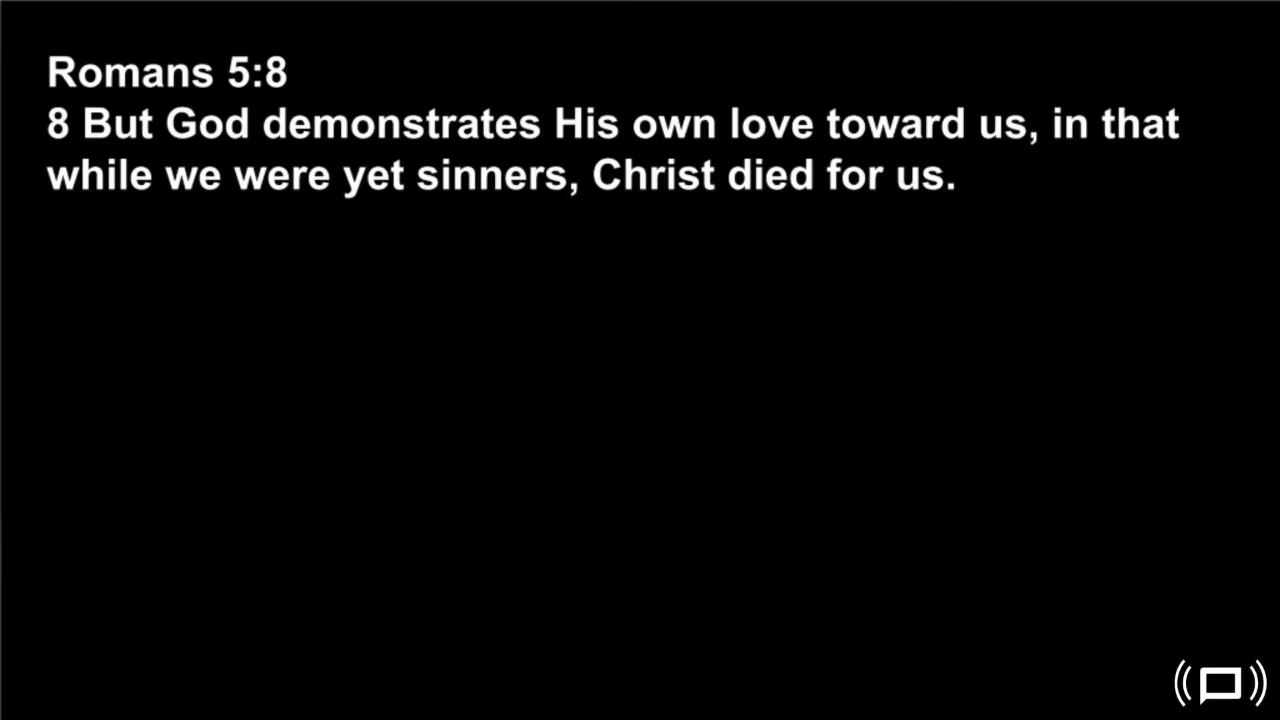 Romans 5:8
8 But God demonstrates His own love toward us, in that
while we were yet sinners, Christ died for us.